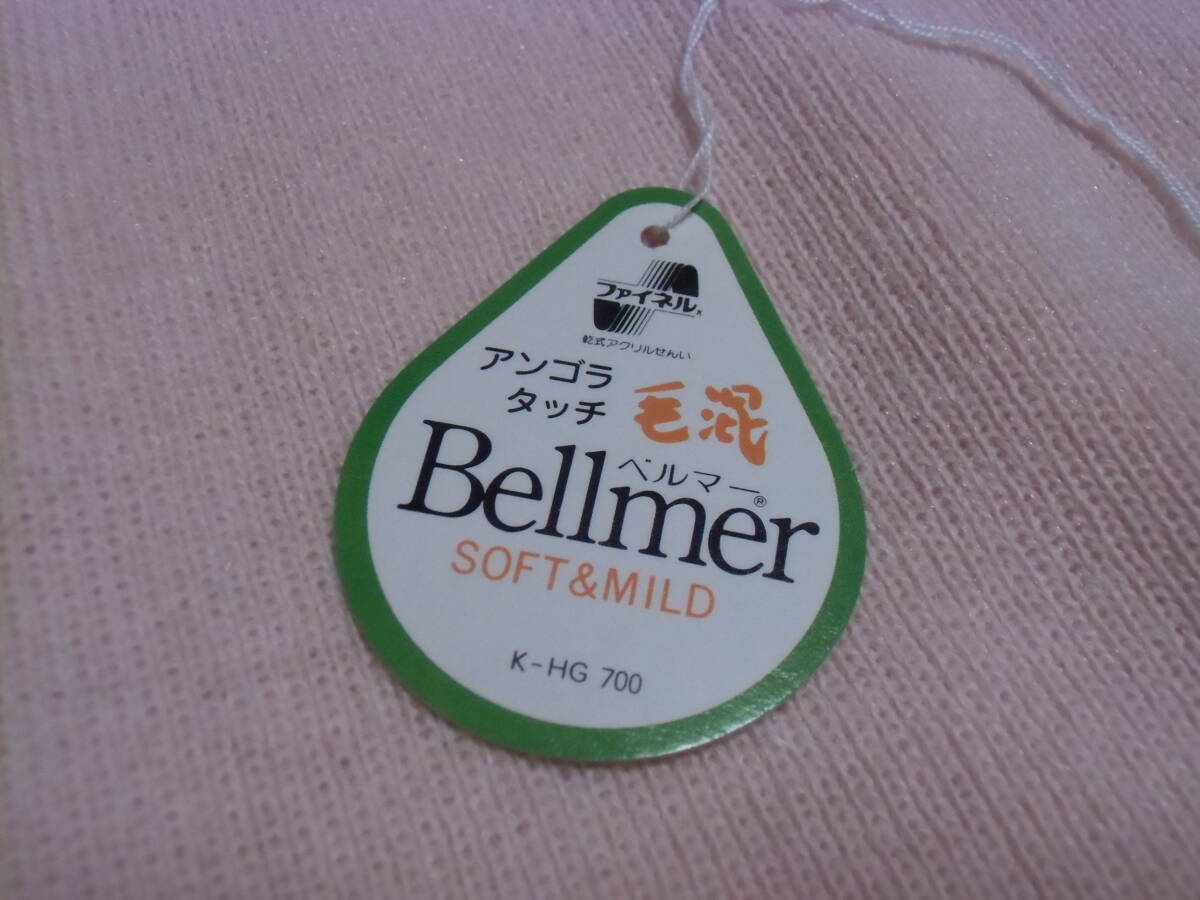 ファイネル®
乾式アクリルせんい
アンゴラ
タッチ
毛混
ベルマー
Bellmer®
SOFT&MILD
K-HG 700